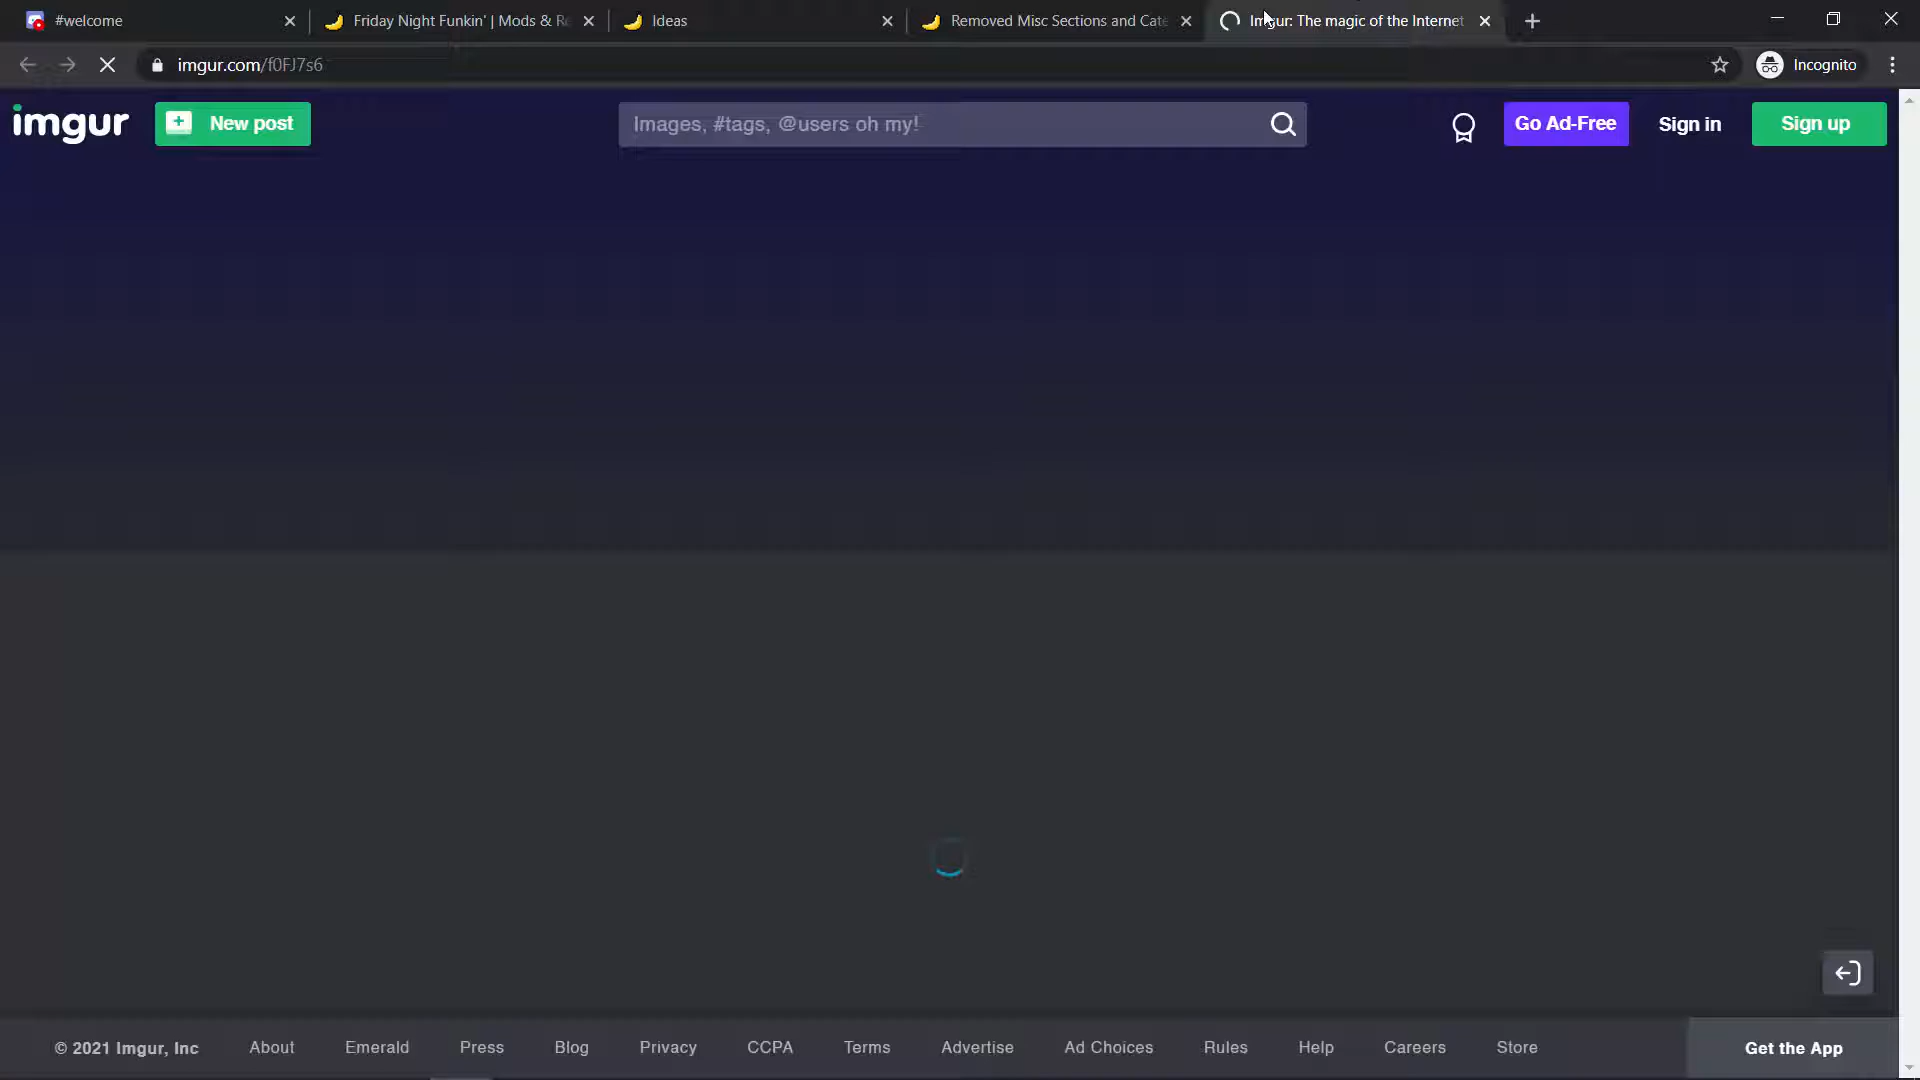 #welcome
Friday Night Funkin' | Mods & Re
Ideas
Removed Misc Sections and Cate
Imgur: The magic of the Internet
imgur.com/f0FJ7s6
Incognito
imgur
New post
Images, #tags, @users oh my!
Go Ad-Free
Sign in
Sign up
© 2021 Imgur, Inc
About
Emerald
Press
Blog
Privacy
CCPA
Terms
Advertise
Ad Choices
Rules
Help
Careers
Store
Get the App